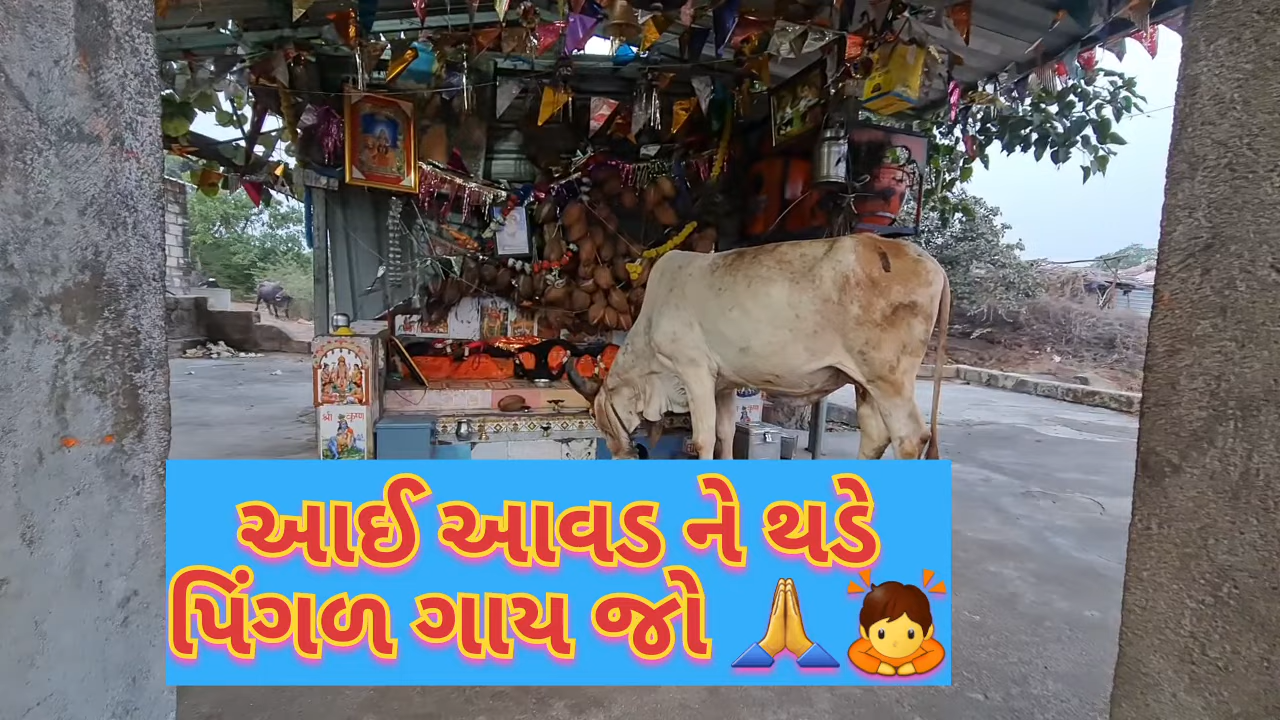 શ્રી કૃષ્ણ
આઈ આવડ ને થડે
પિંગળ ગાય જો 🙏🙇